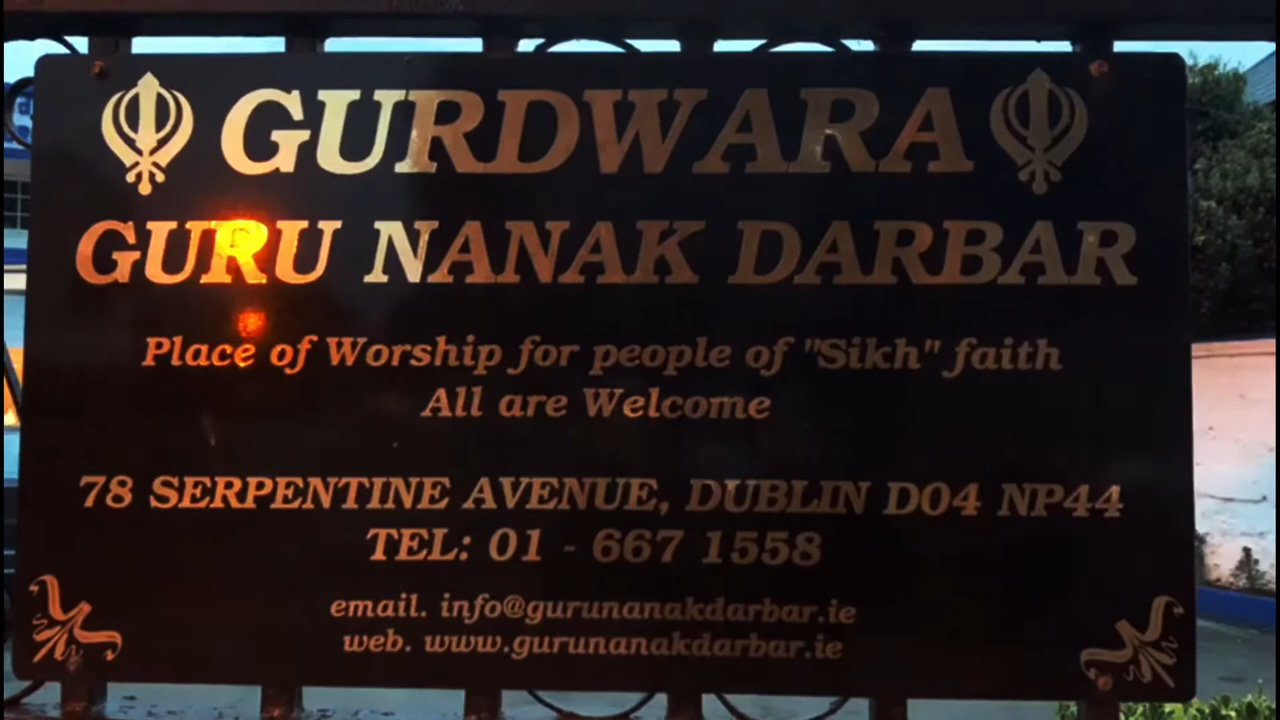 GURDWARA
GURU NANAK DARBAR
Place of Worship for people of "Sikh" faith
All are Welcome
78 SERPENTINE AVENUE, DUBLIN D04 NP44
TEL: 01 - 667 1558
email. info@gurunanakdarbar.ie
web. www.gurunanakdarbar.ie